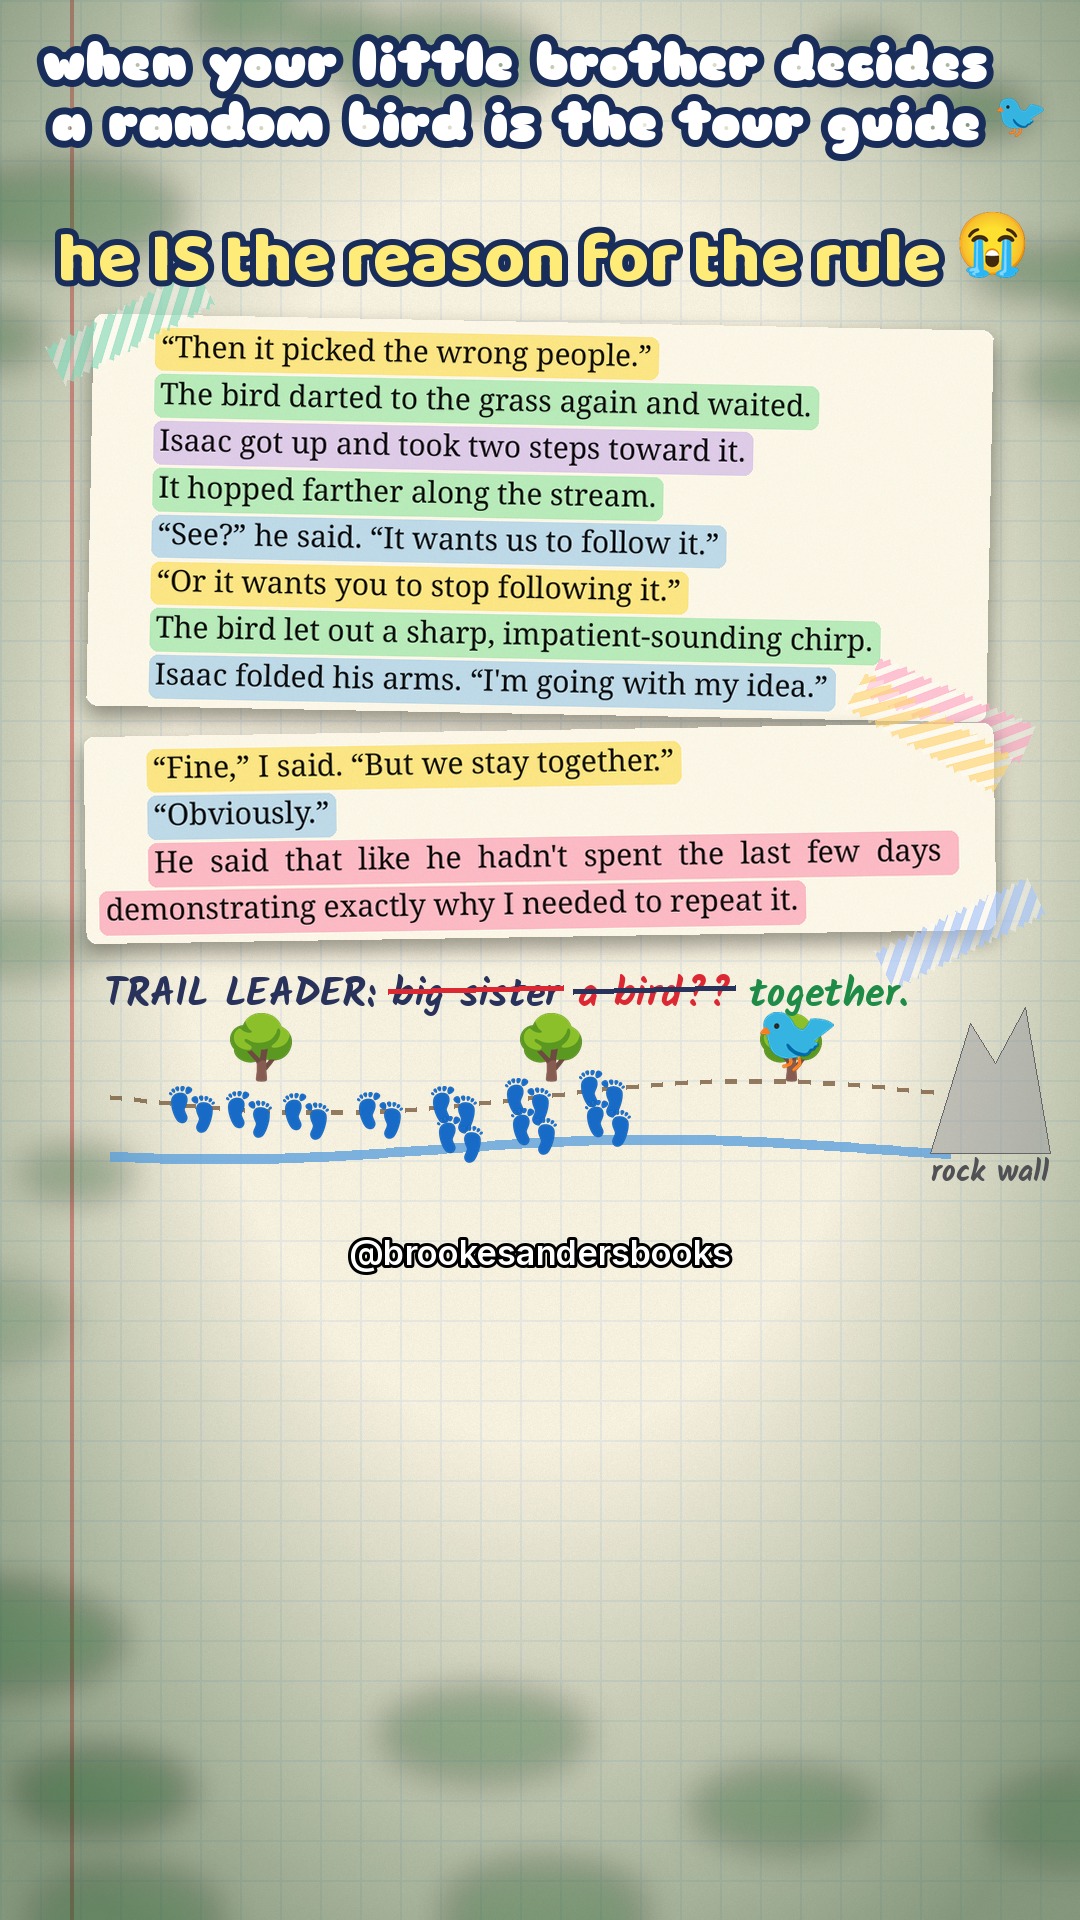 when your little brother decides
a random bird is the tour guide 🐦
he IS the reason for the rule 😭
“Then it picked the wrong people.”
The bird darted to the grass again and waited.
Isaac got up and took two steps toward it.
It hopped farther along the stream.
“See?” he said. “It wants us to follow it.”
“Or it wants you to stop following it.”
The bird let out a sharp, impatient-sounding chirp.
Isaac folded his arms. “I'm going with my idea.”
“Fine,” I said. “But we stay together.”
“Obviously.”
He said that like he hadn't spent the last few days
demonstrating exactly why I needed to repeat it.
TRAIL LEADER: big sister a bird?? together.
rock wall
@brookesandersbooks